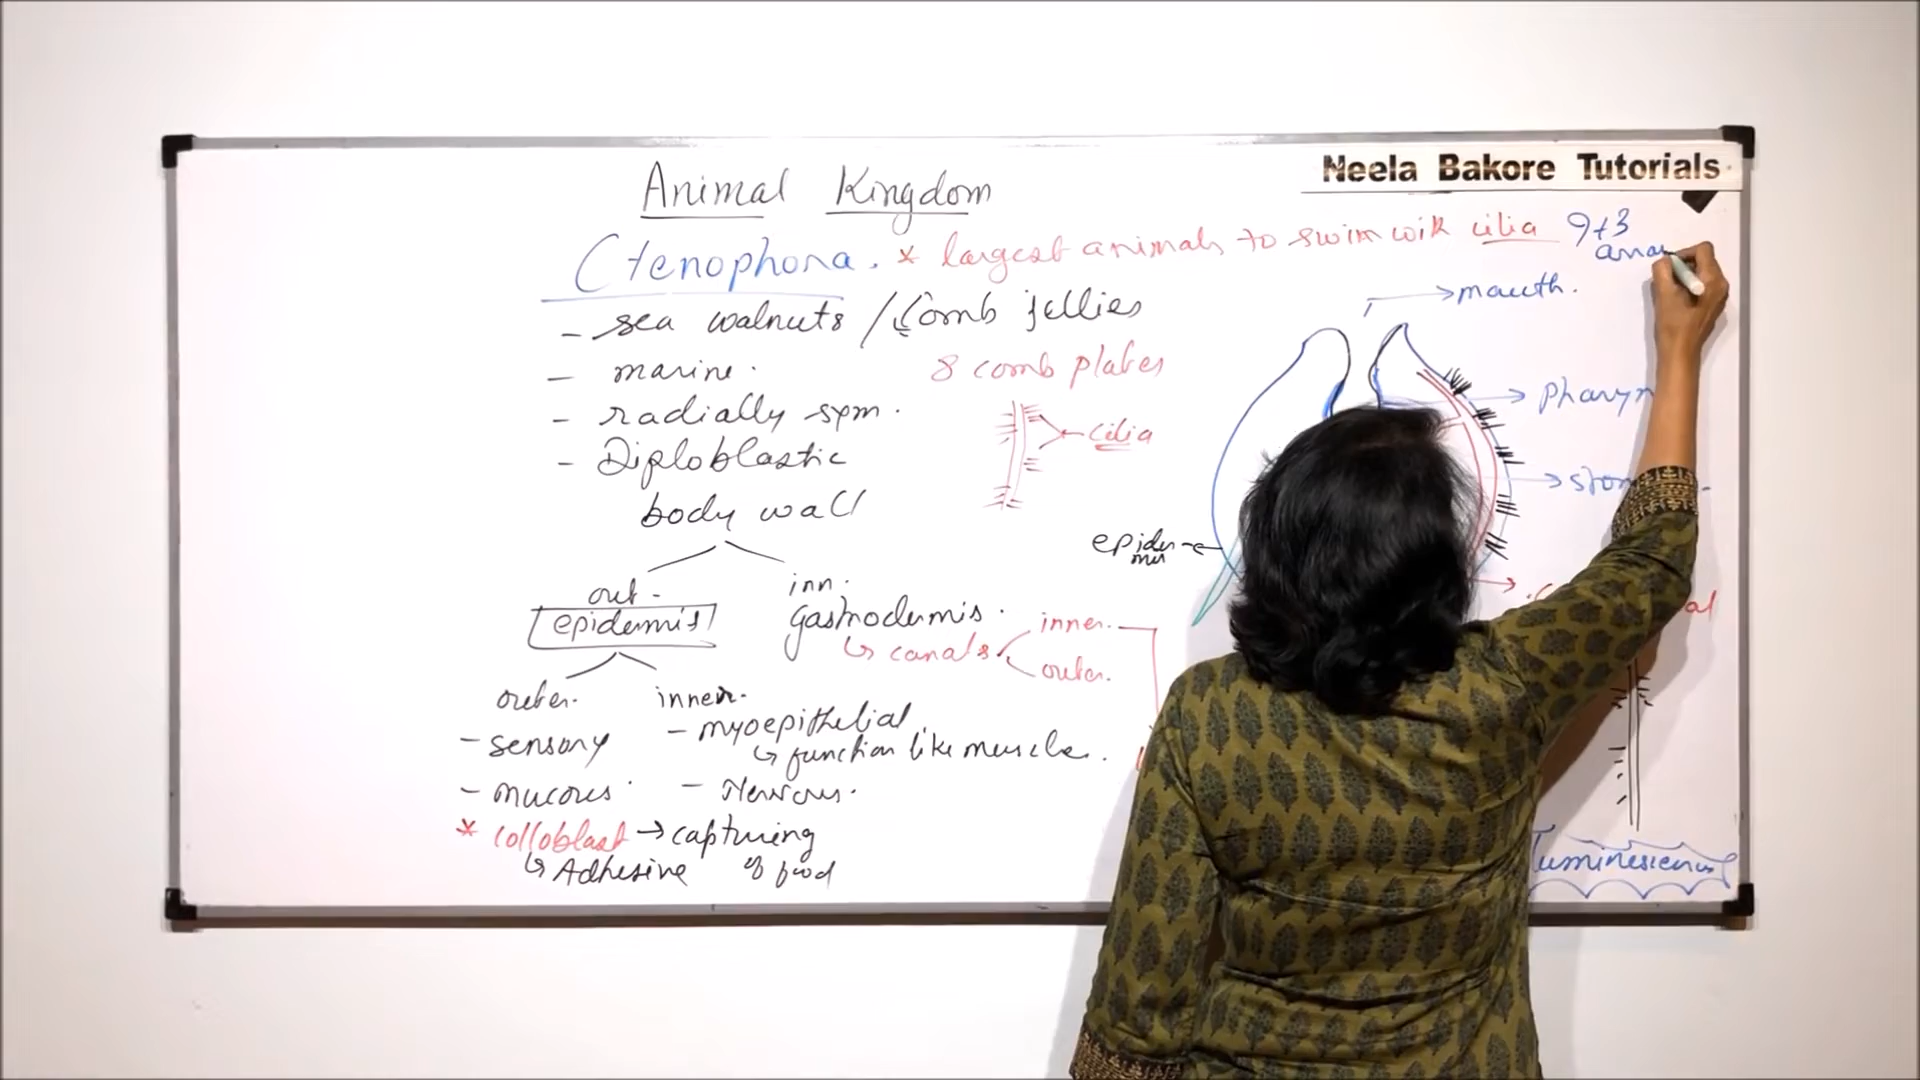 Neela Bakore Tutorials
Animal Kingdom
Ctenophora. * largest animals to swim with cilia 9+3
mouth.
- sea walnuts / Comb jellies
- marine.
8 comb plates
- radially sym.
cilia
- Diploblastic
body wall
epider
mis
out-
inn.
epidermis
gastrodermis.
↳ canals
inner.
outer.
outer.
inner.
- sensory
- myoepithelial
↳ function like muscle.
- mucous
- Nervous.
* colloblast → capturing
↳ Adhesive of food